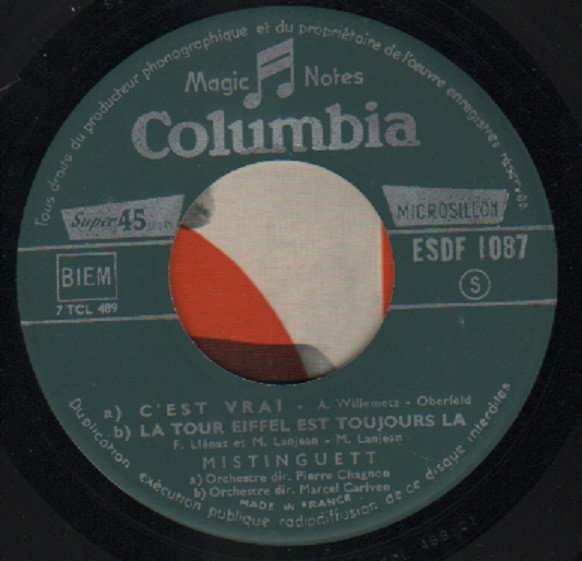 Tous droits du producteur phonographique et du propriétaire de l'œuvre enregistrée réservés
Magic Notes
Columbia
Super 45 tours
MICROSILLON
ESDF 1087
BIEM
S
7 TCL 489
a) C'EST VRAI - A. Willemetz - Oberfeld
b) LA TOUR EIFFEL EST TOUJOURS LA
F. Llénas et M. Lanjean - M. Lanjean
MISTINGUETT
a) Orchestre dir. Pierre Chagnon
b) Orchestre dir. Marcel Cariven
MADE IN FRANCE
Duplication exécution publique radiodiffusion de ce disque interdites